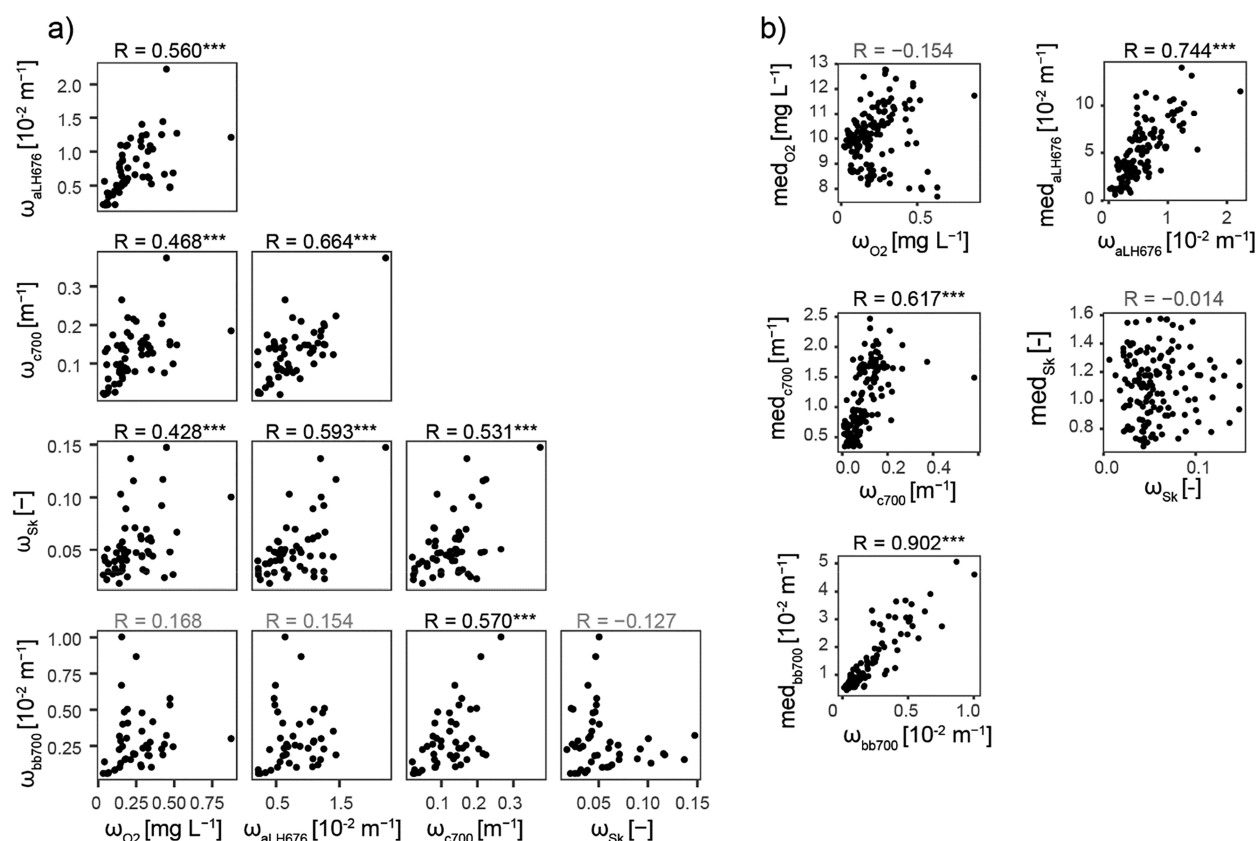 a)
R = 0.560***
ω_aLH676 [10⁻² m⁻¹]
2.0
1.5
1.0
0.5
R = 0.468***
R = 0.664***
ω_c700 [m⁻¹]
0.3
0.2
0.1
R = 0.428***
R = 0.593***
R = 0.531***
ω_Sk [–]
0.15
0.10
0.05
R = 0.168
R = 0.154
R = 0.570***
R = −0.127
ω_bb700 [10⁻² m⁻¹]
1.00
0.75
0.50
0.25
0 0.25 0.50 0.75
0.5 1.5
0.1 0.2 0.3
0.05 0.10 0.15
ω_O2 [mg L⁻¹]
ω_aLH676 [10⁻² m⁻¹]
ω_c700 [m⁻¹]
ω_Sk [–]
b)
R = −0.154
med_O2 [mg L⁻¹]
13
12
11
10
9
8
0 0.5
ω_O2 [mg L⁻¹]
R = 0.744***
med_aLH676 [10⁻² m⁻¹]
10
5
0
0 1 2
ω_aLH676 [10⁻² m⁻¹]
R = 0.617***
med_c700 [m⁻¹]
2.5
2.0
1.5
1.0
0.5
0.0 0.2 0.4
ω_c700 [m⁻¹]
R = −0.014
med_Sk [-]
1.6
1.4
1.2
1.0
0.8
0.0 0.1
ω_Sk [-]
R = 0.902***
med_bb700 [10⁻² m⁻¹]
5
4
3
2
1
0 0.5 1.0
ω_bb700 [10⁻² m⁻¹]